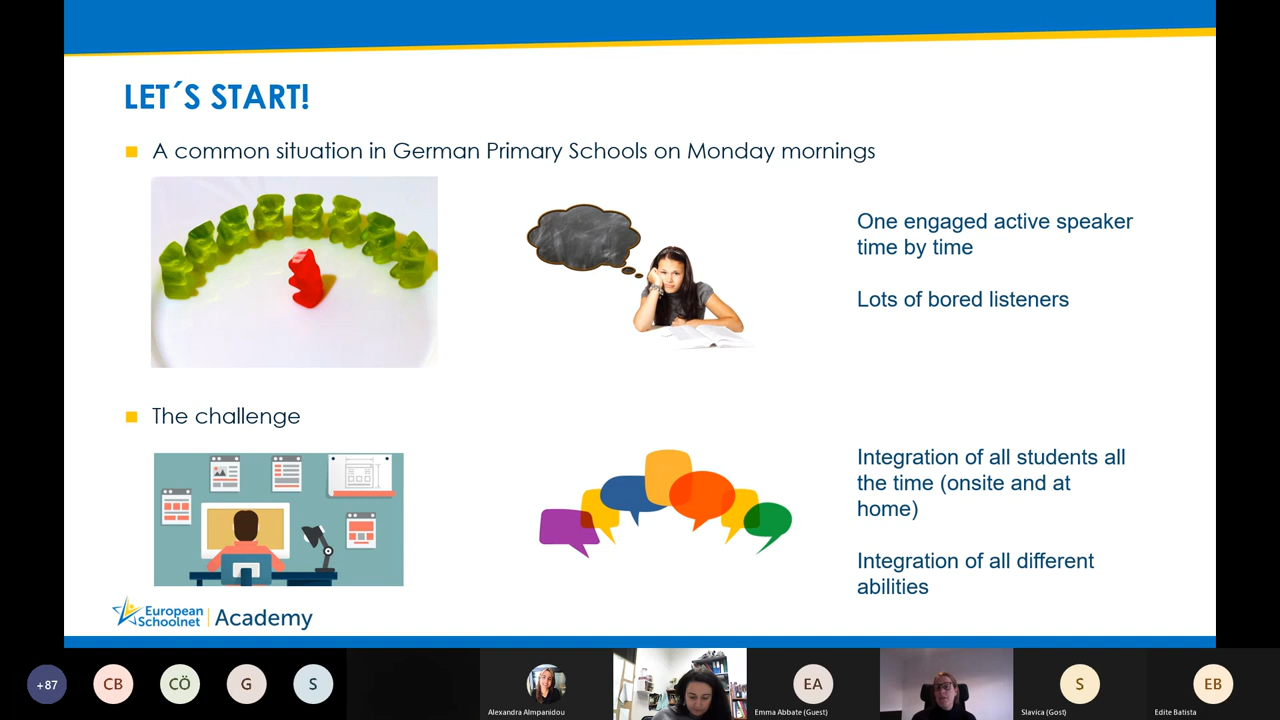 LET´S START!
A common situation in German Primary Schools on Monday mornings
One engaged active speaker
time by time
Lots of bored listeners
The challenge
Integration of all students all
the time (onsite and at
home)
Integration of all different
abilities
European
Schoolnet
Academy
+87
CB
CÖ
G
S
Alexandra Almpanidou
EA
Emma Abbate (Guest)
S
Slavica (Gost)
EB
Edite Batista